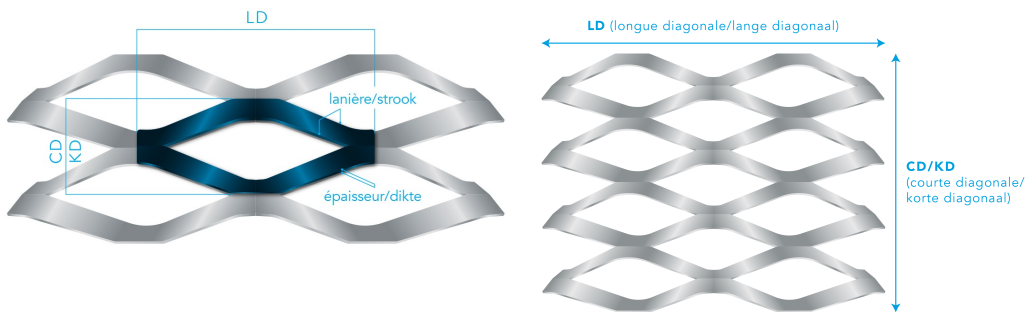 LD
lanière/strook
CD
KD
épaisseur/dikte
LD (longue diagonale/lange diagonaal)
CD/KD
(courte diagonale/
korte diagonaal)